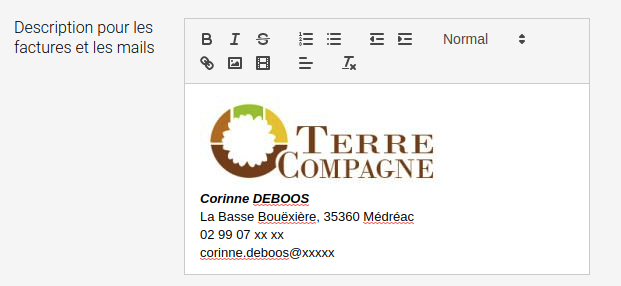 Description pour les
factures et les mails
Normal
TERRE
COMPAGNE
Corinne DEBOOS
La Basse Bouëxière, 35360 Médréac
02 99 07 xx xx
corinne.deboos@xxxxx